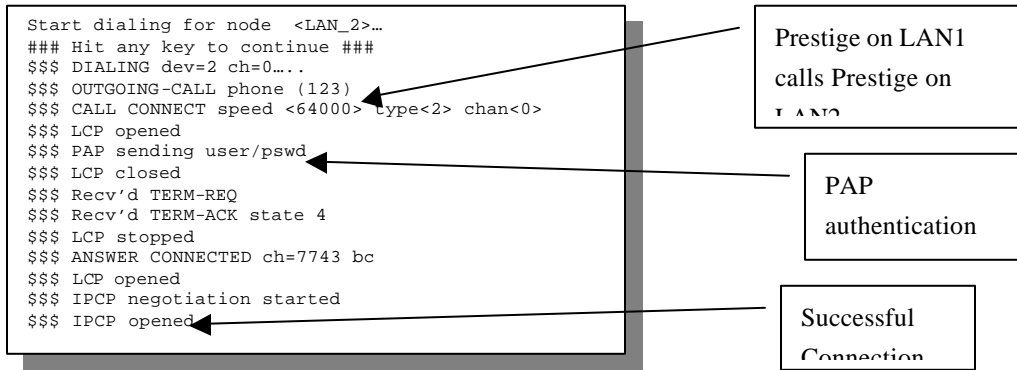 Start dialing for node <LAN_2>…
### Hit any key to continue ###
$$$ DIALING dev=2 ch=0…..
$$$ OUTGOING-CALL phone (123)
$$$ CALL CONNECT speed <64000> type<2> chan<0>
$$$ LCP opened
$$$ PAP sending user/pswd
$$$ LCP closed
$$$ Recv'd TERM-REQ
$$$ Recv'd TERM-ACK state 4
$$$ LCP stopped
$$$ ANSWER CONNECTED ch=7743 bc
$$$ LCP opened
$$$ IPCP negotiation started
$$$ IPCP opened
Prestige on LAN1
calls Prestige on
LAN2
PAP
authentication
Successful
Connection